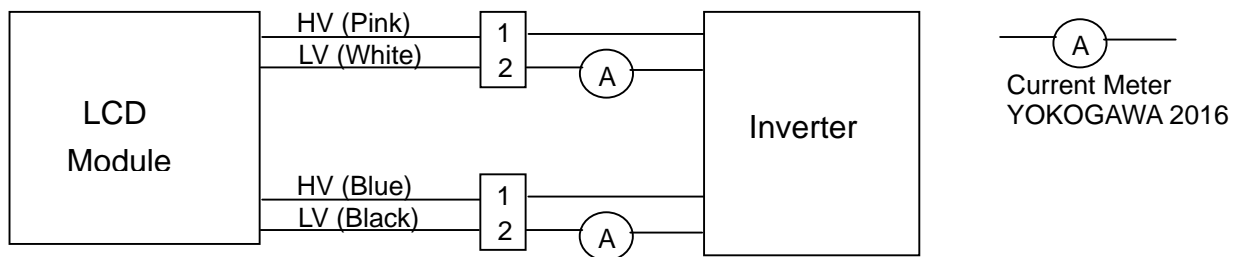 HV (Pink)
LV (White)
1
2
A
A
Current Meter
YOKOGAWA 2016
LCD
Module
Inverter
HV (Blue)
LV (Black)
1
2
A